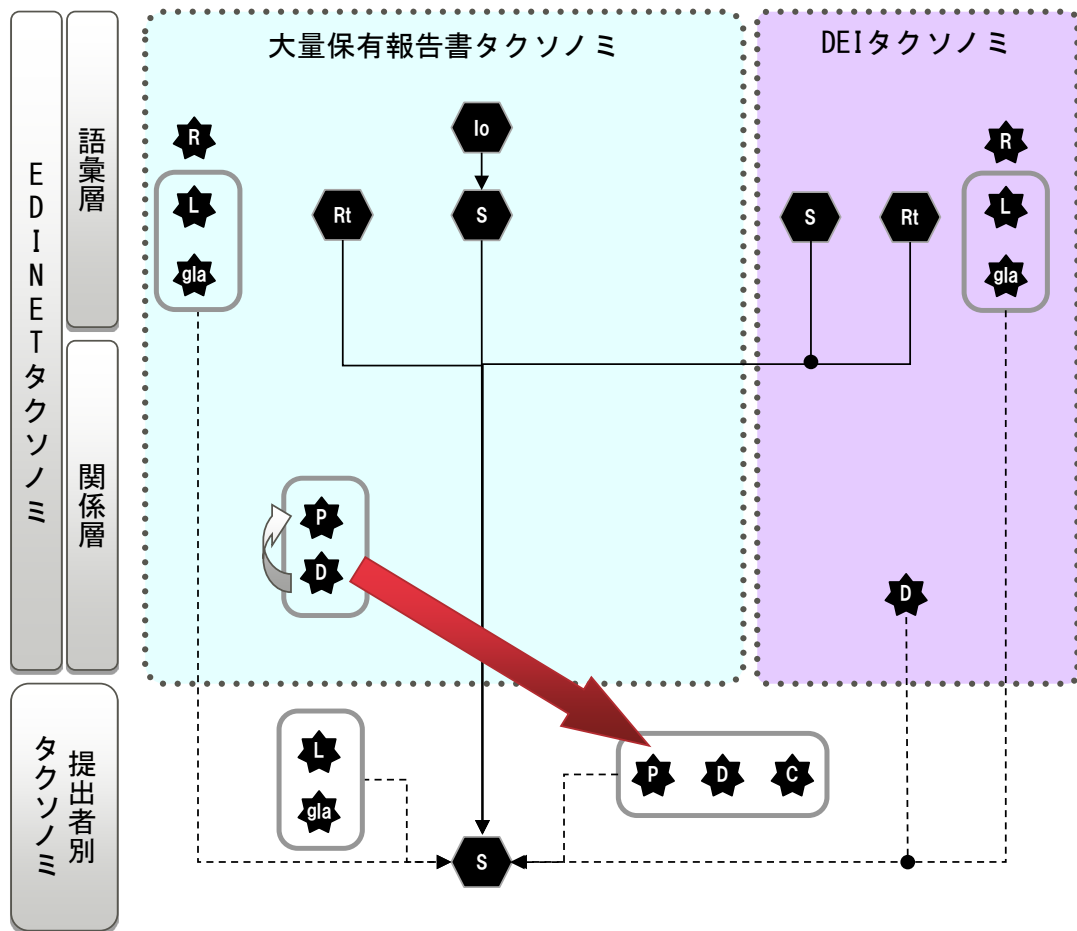 大量保有報告書タクソノミ
DEIタクソノミ
EDINETタクソノミ
語彙層
関係層
提出者別
タクソノミ
R
L
gla
Io
Rt
S
S
Rt
R
L
gla
P
D
D
L
gla
P D C
S